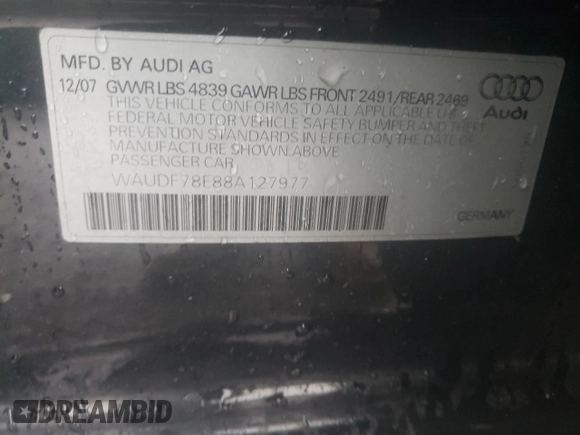 MFD. BY AUDI AG
12/07 GVWR LBS 4839 GAWR LBS FRONT 2491/REAR 2469
THIS VEHICLE CONFORMS TO ALL APPLICABLE U.S.
FEDERAL MOTOR VEHICLE SAFETY BUMPER AND THEFT
PREVENTION STANDARDS IN EFFECT ON THE DATE OF
MANUFACTURE SHOWN ABOVE
PASSENGER CAR
WAUDF78E88A127977
Audi
GERMANY
DREAMBID